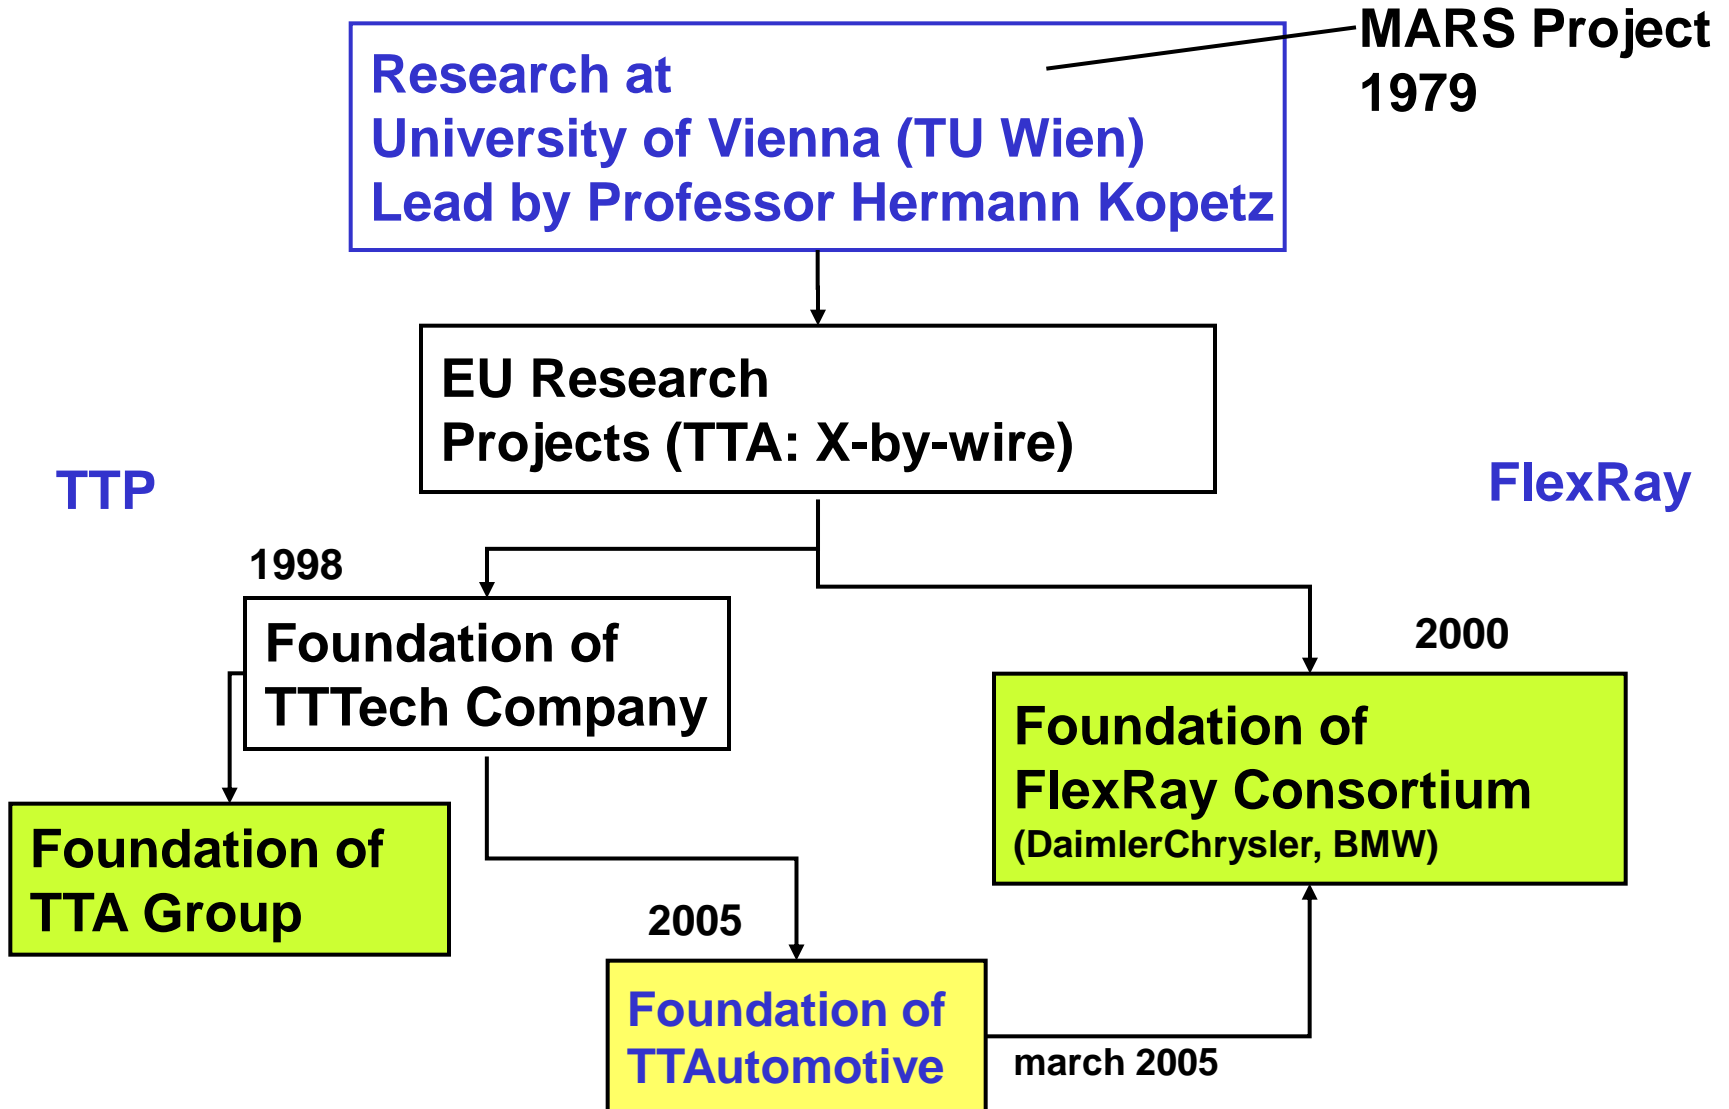 MARS Project
1979
Research at
University of Vienna (TU Wien)
Lead by Professor Hermann Kopetz
EU Research
Projects (TTA: X-by-wire)
TTP
FlexRay
1998
Foundation of
TTTech Company
2000
Foundation of
FlexRay Consortium
(DaimlerChrysler, BMW)
Foundation of
TTA Group
2005
Foundation of
TTAutomotive
march 2005